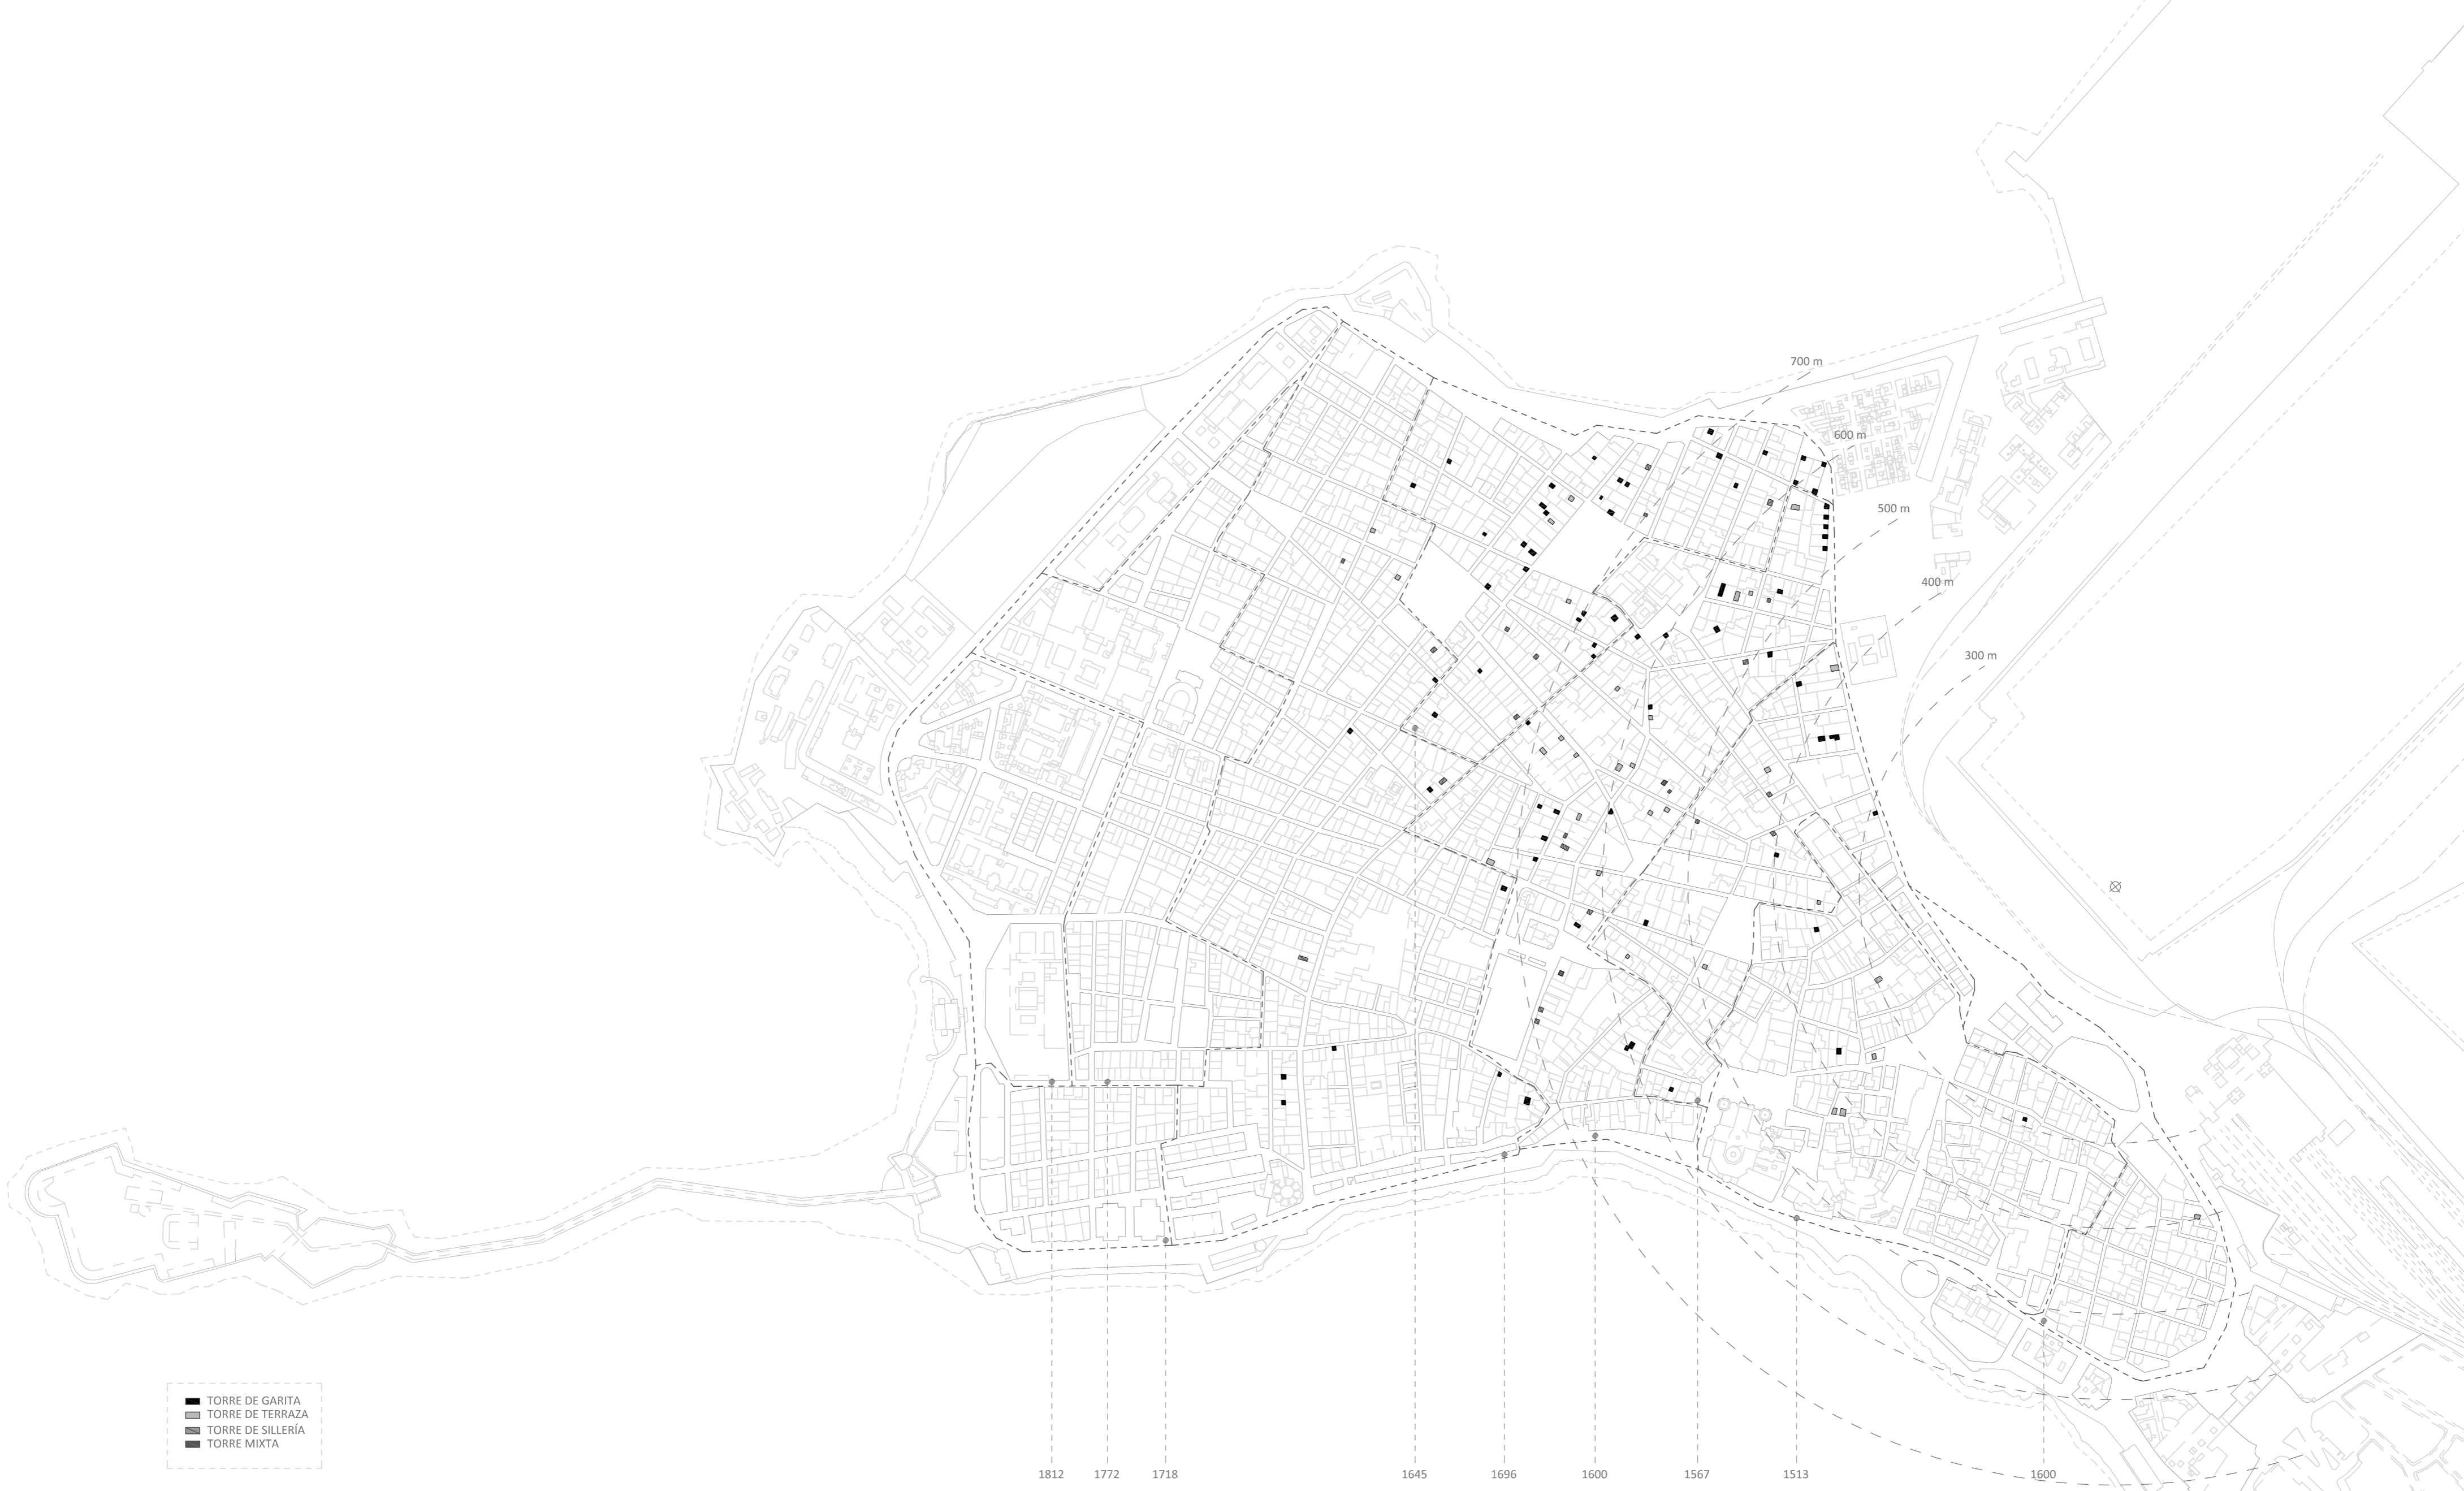 700 m
600 m
500 m
400 m
300 m
TORRE DE GARITA
TORRE DE TERRAZA
TORRE DE SILLERÍA
TORRE MIXTA
1812
1772
1718
1645
1696
1600
1567
1513
1600